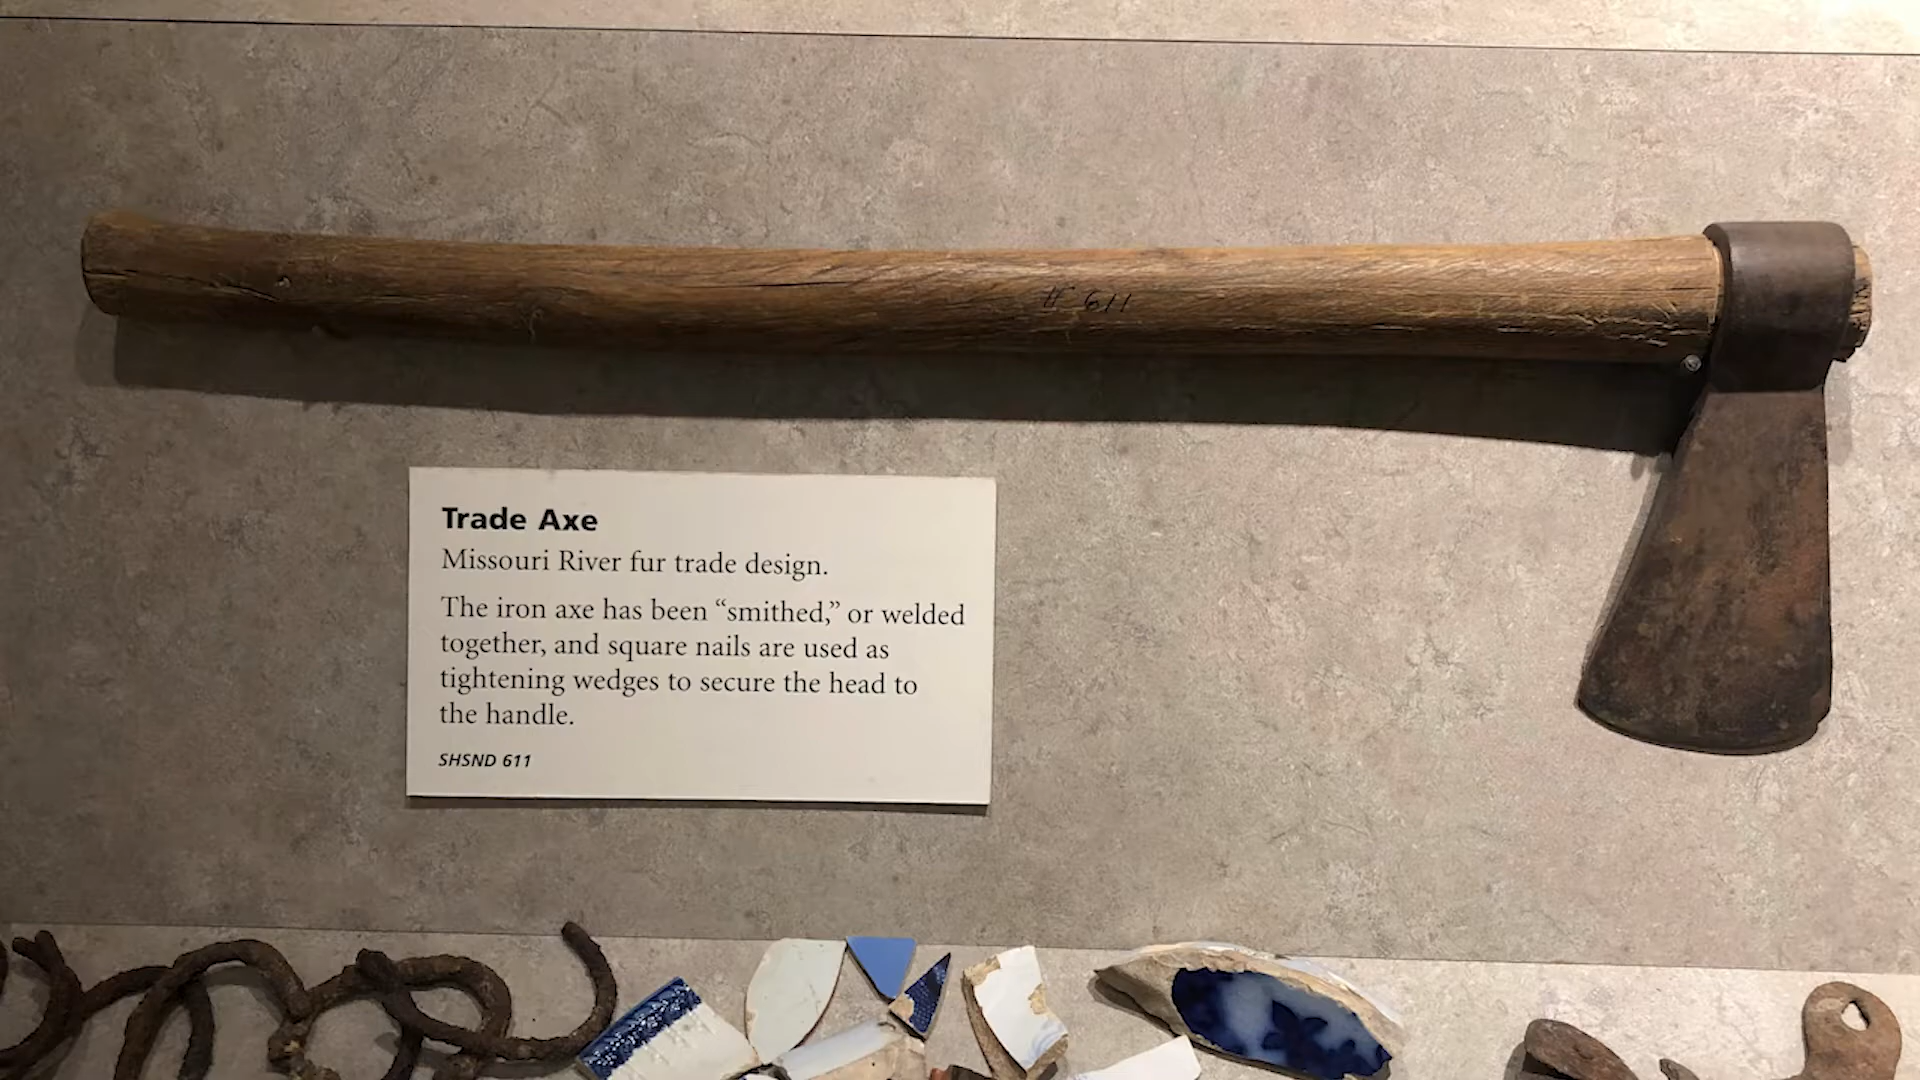 611
Trade Axe
Missouri River fur trade design.
The iron axe has been “smithed,” or welded
together, and square nails are used as
tightening wedges to secure the head to
the handle.
SHSND 611